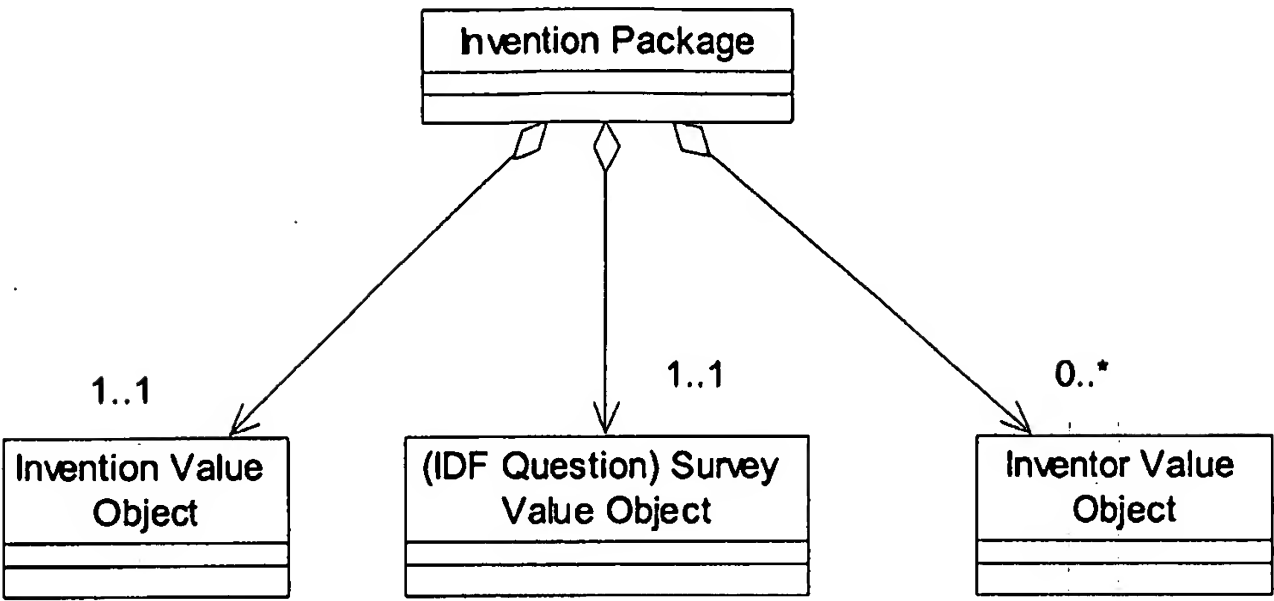 Invention Package
1..1
1..1
0..*
Invention Value
Object
(IDF Question) Survey
Value Object
Inventor Value
Object